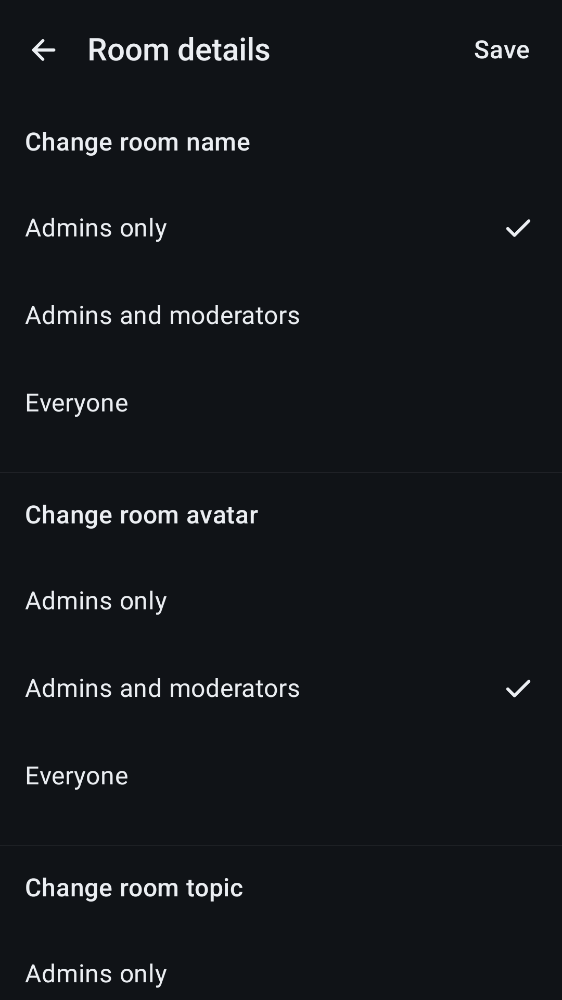 Room details
Save
Change room name
Admins only
Admins and moderators
Everyone
Change room avatar
Admins only
Admins and moderators
Everyone
Change room topic
Admins only